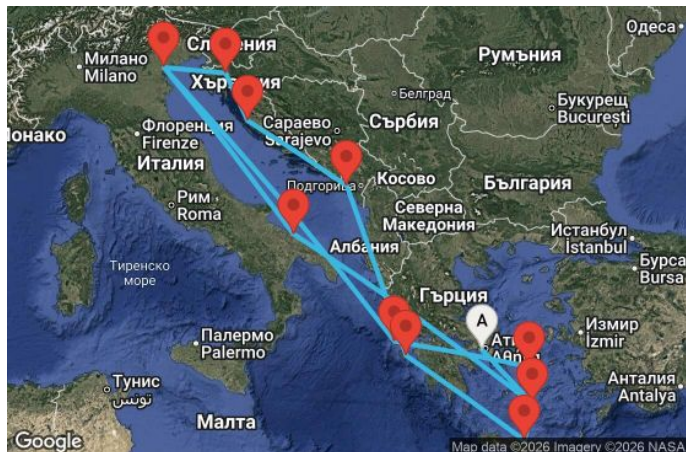 Одеса
Словения
Милано
Milano
Румъния
Хърватия
Белград
Букурещ
București
онако
Флоренция
Firenze
Сараево
Sarajevo
Сърбия
Италия
Подгорица
Косово
България
Рим
Roma
Северна
Македония
Истанбул
İstanbul
Албания
Бурса
Bursa
Тиренско
море
Гърция
A
Ати
Αθήνα
Измир
İzmir
Палермо
Palermo
Анталия
Antalya
Тунис
تونس
Малта
Google
Map data ©2026 Imagery ©2026 NASA